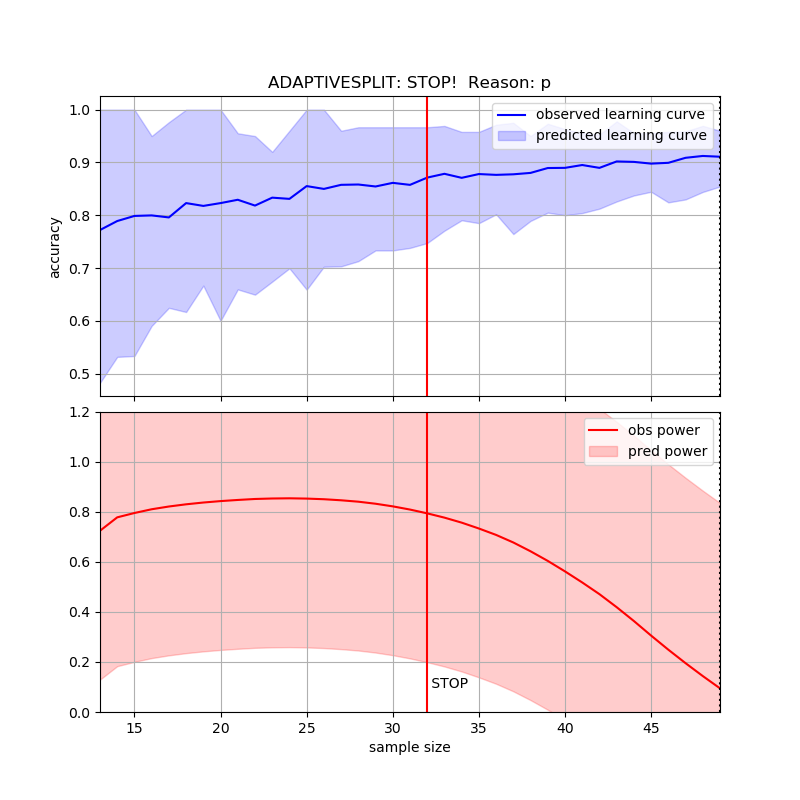 ADAPTIVESPLIT: STOP!  Reason: p
1.0
0.9
0.8
0.7
0.6
0.5
accuracy
observed learning curve
predicted learning curve
1.2
1.0
0.8
0.6
0.4
0.2
0.0
obs power
pred power
STOP
15 20 25 30 35 40 45
sample size